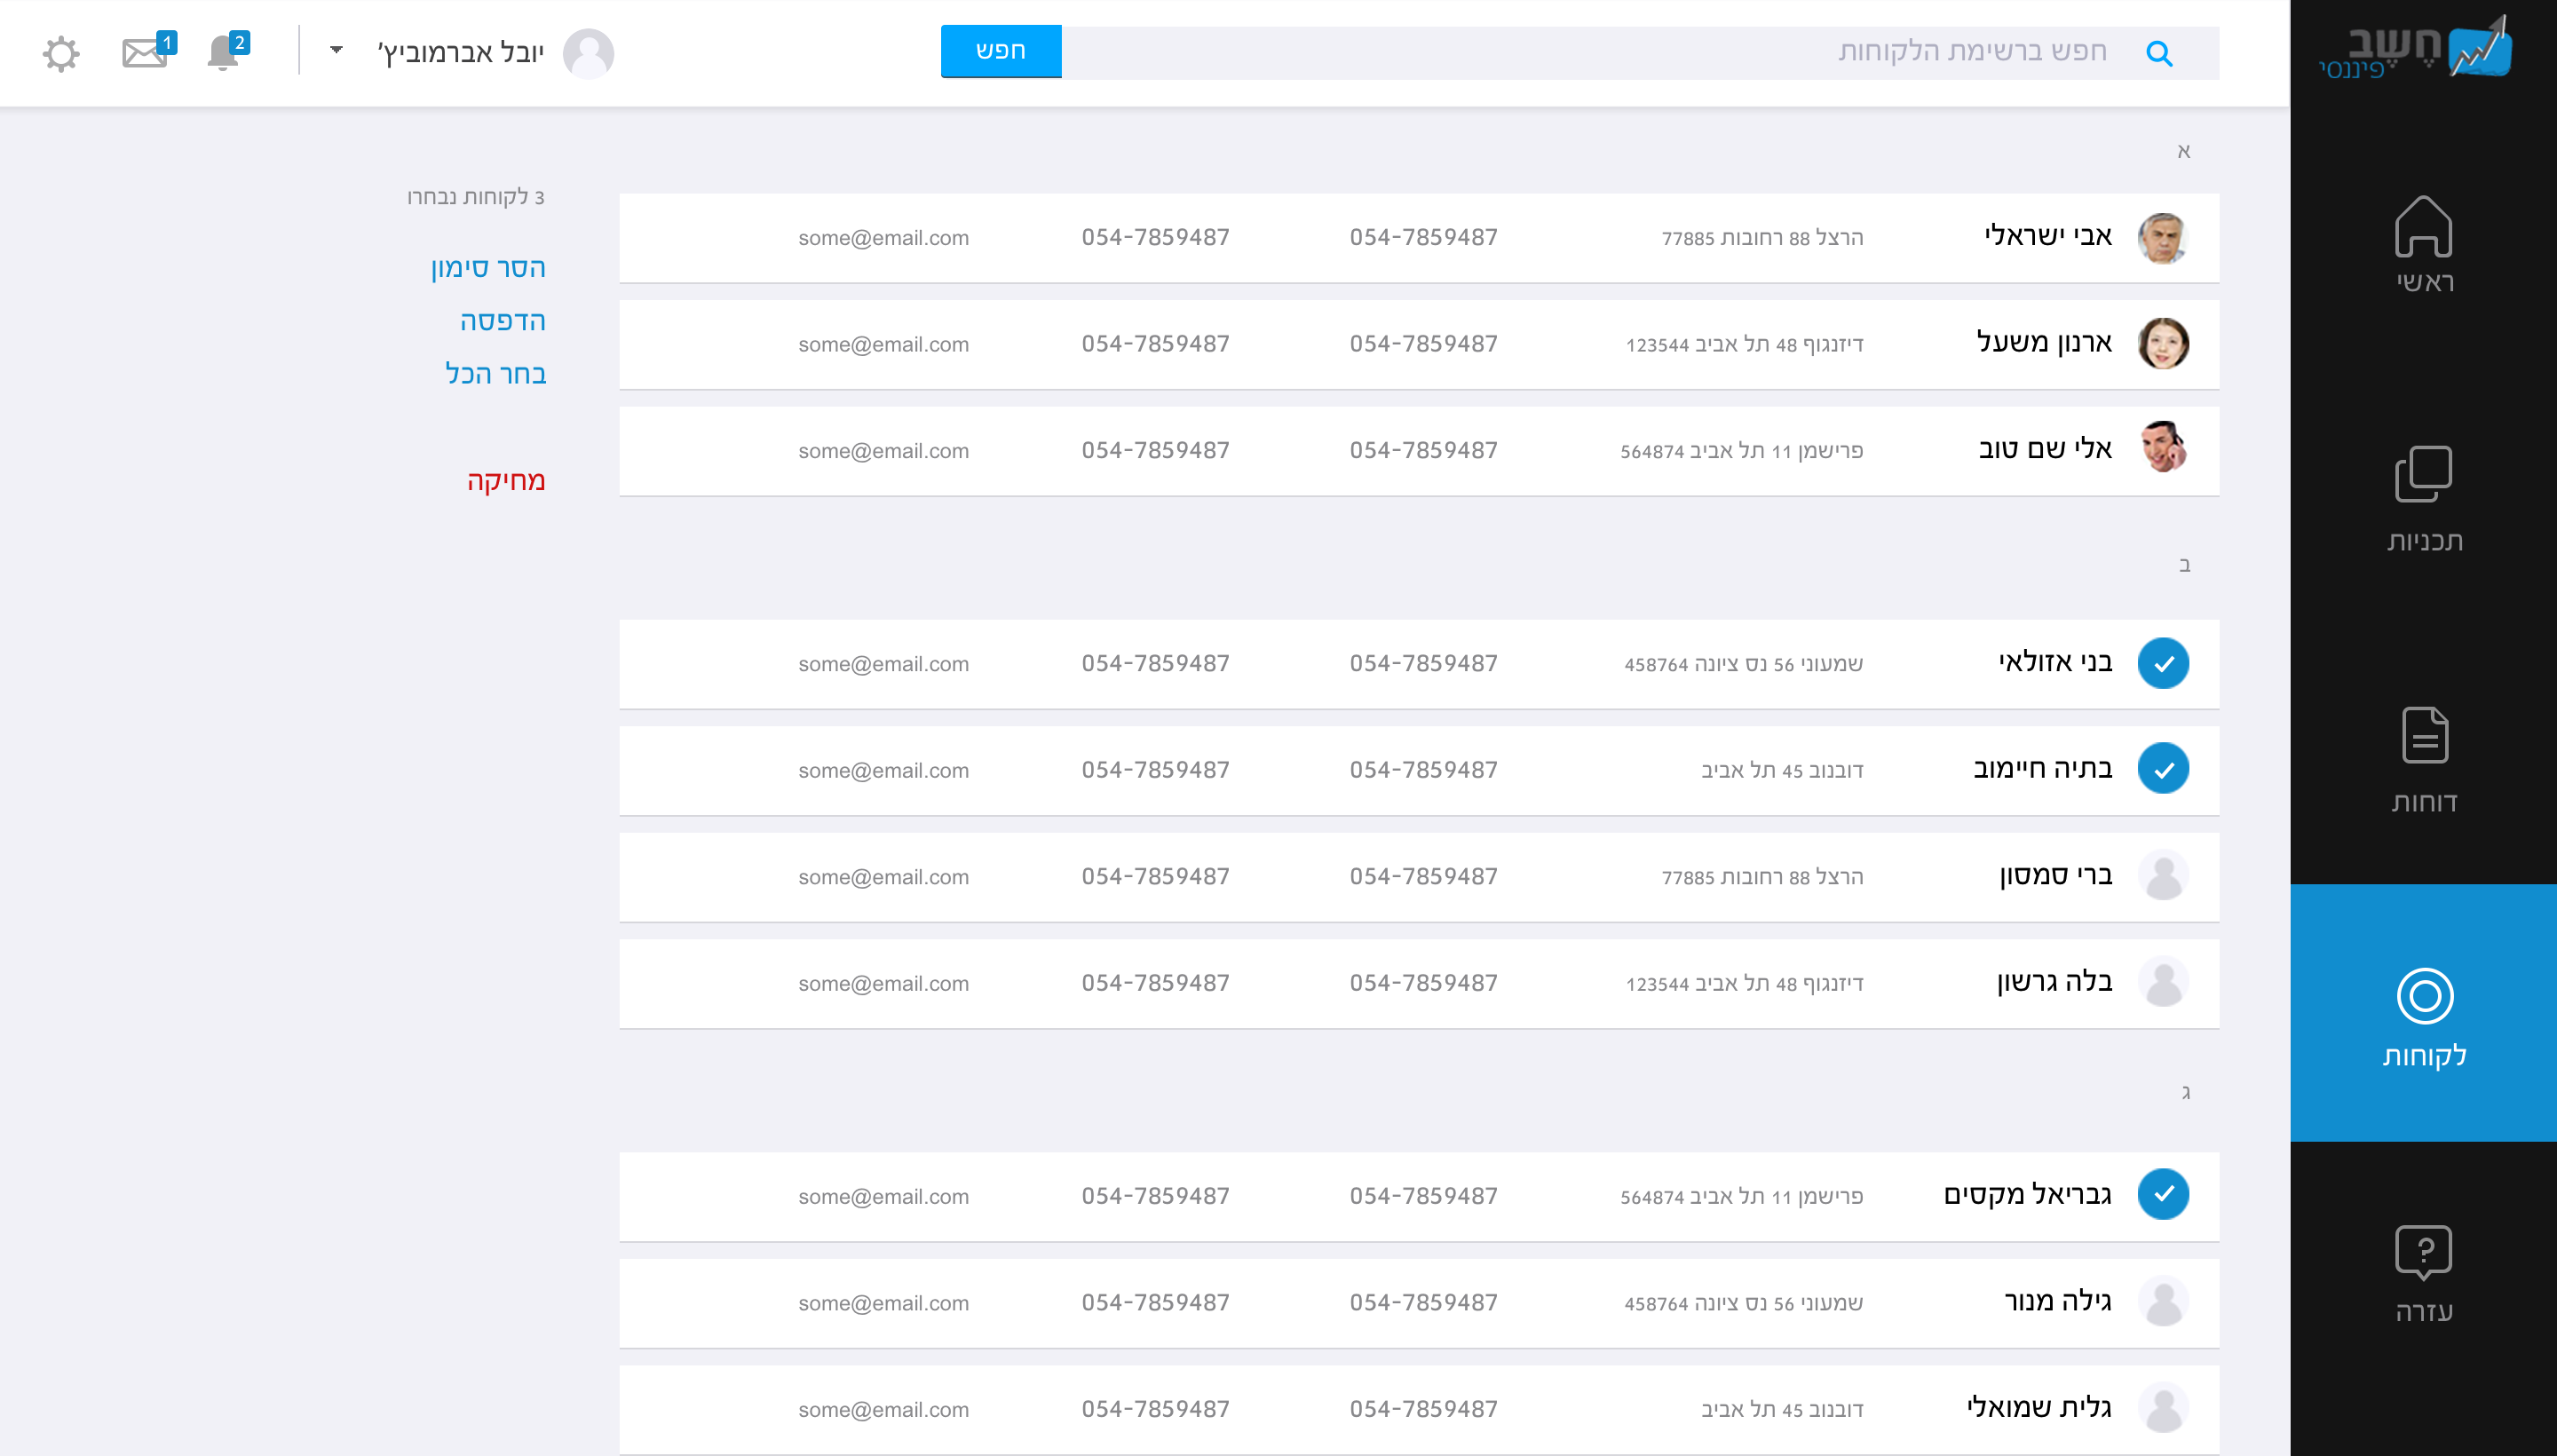 חשב
פיננסי
חפש ברשימת הלקוחות
חפש
יובל אברמוביץ'
2
1
ראשי
תכניות
דוחות
לקוחות
עזרה
א
אבי ישראלי הרצל 88 רחובות 77885 054-7859487 054-7859487 some@email.com
ארנון משעל דיזנגוף 48 תל אביב 123544 054-7859487 054-7859487 some@email.com
אלי שם טוב פרישמן 11 תל אביב 564874 054-7859487 054-7859487 some@email.com
ב
בני אזולאי שמעוני 56 נס ציונה 458764 054-7859487 054-7859487 some@email.com
בתיה חיימוב דובנוב 45 תל אביב 054-7859487 054-7859487 some@email.com
ברי סמסון הרצל 88 רחובות 77885 054-7859487 054-7859487 some@email.com
בלה גרשון דיזנגוף 48 תל אביב 123544 054-7859487 054-7859487 some@email.com
ג
גבריאל מקסים פרישמן 11 תל אביב 564874 054-7859487 054-7859487 some@email.com
גילה מנור שמעוני 56 נס ציונה 458764 054-7859487 054-7859487 some@email.com
גלית שמואלי דובנוב 45 תל אביב 054-7859487 054-7859487 some@email.com
3 לקוחות נבחרו
הסר סימון
הדפסה
בחר הכל
מחיקה